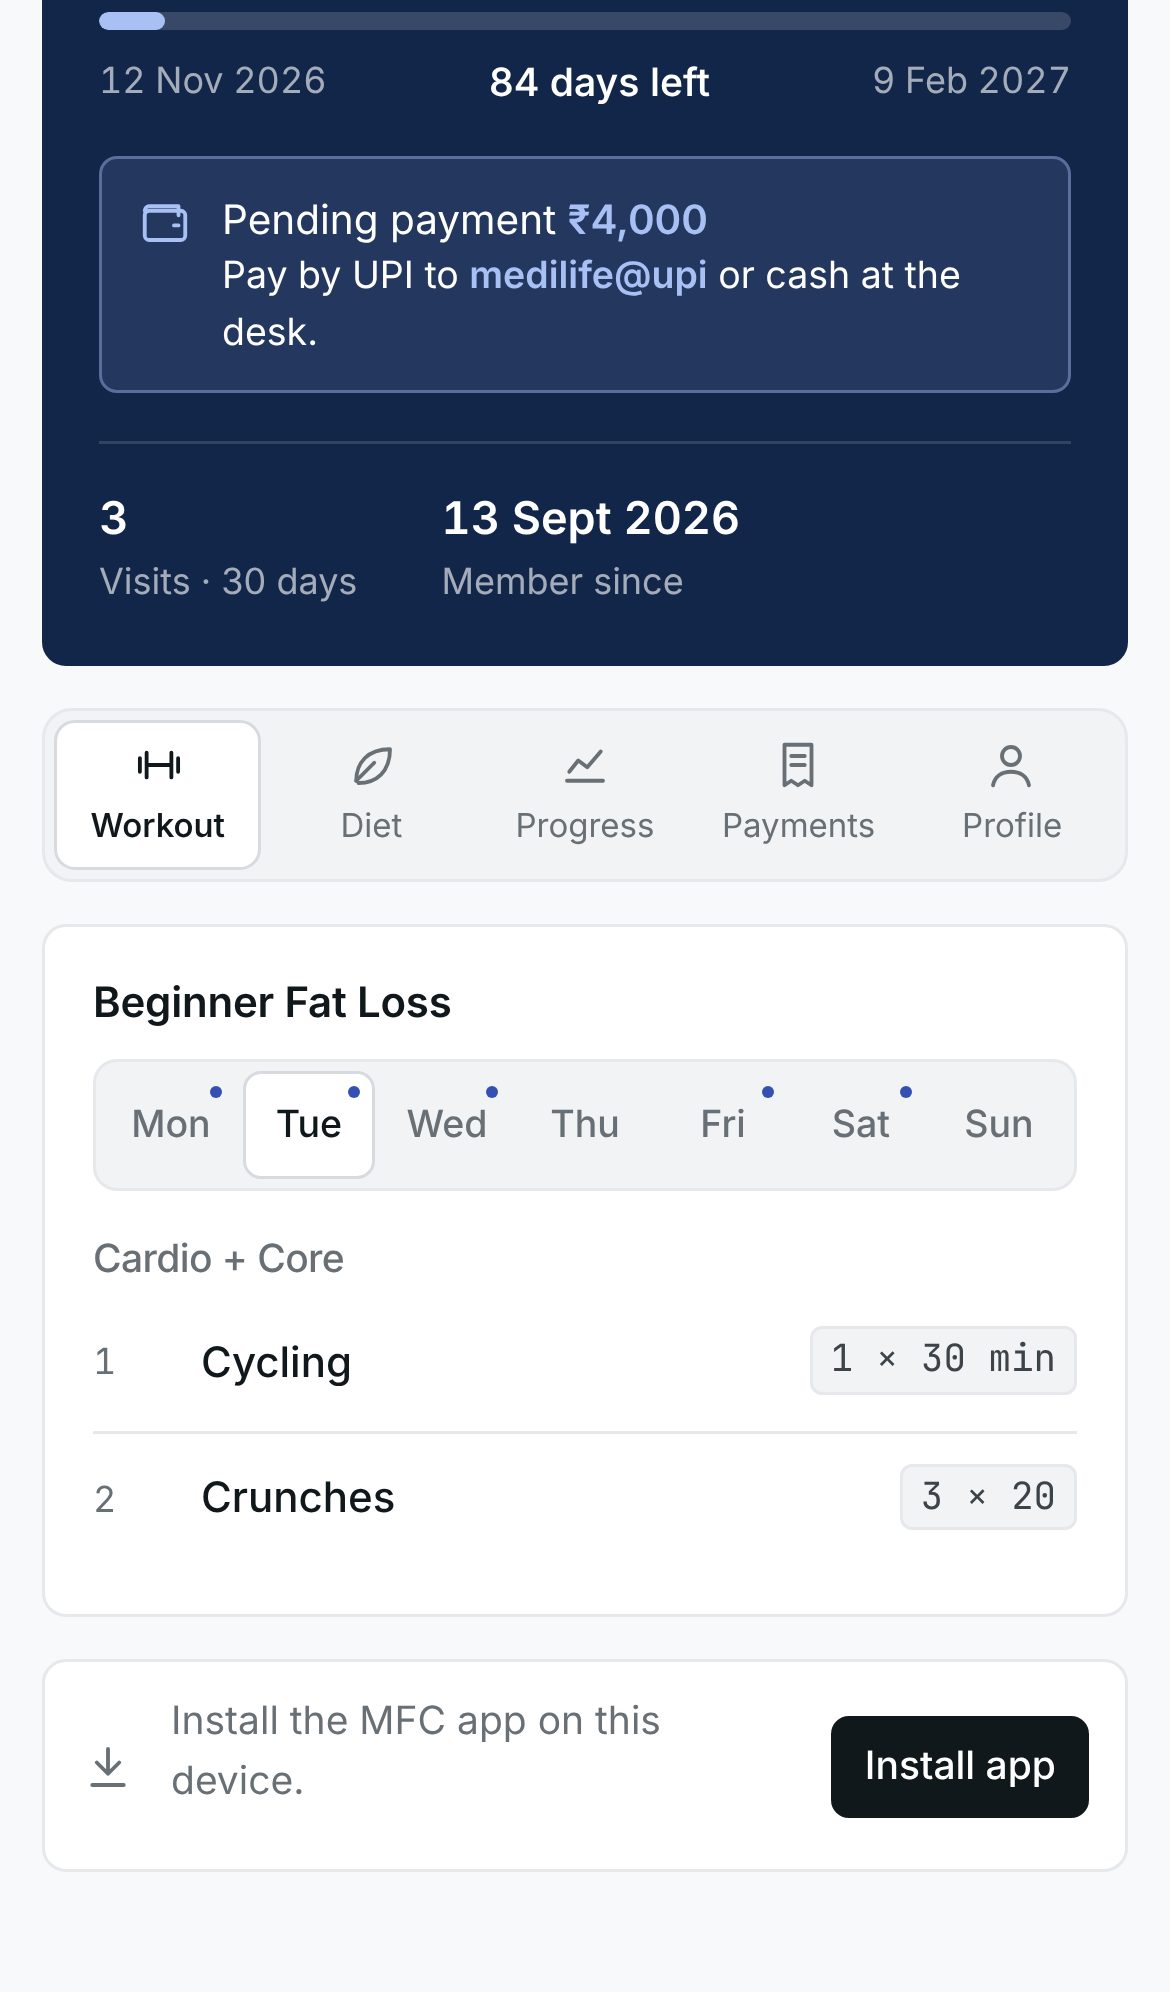 12 Nov 2026 84 days left 9 Feb 2027
Pending payment ₹4,000
Pay by UPI to medilife@upi or cash at the
desk.
3 13 Sept 2026
Visits · 30 days Member since
Workout Diet Progress Payments Profile
Beginner Fat Loss
Mon Tue Wed Thu Fri Sat Sun
Cardio + Core
1 Cycling 1 × 30 min
2 Crunches 3 × 20
Install the MFC app on this
device.
Install app